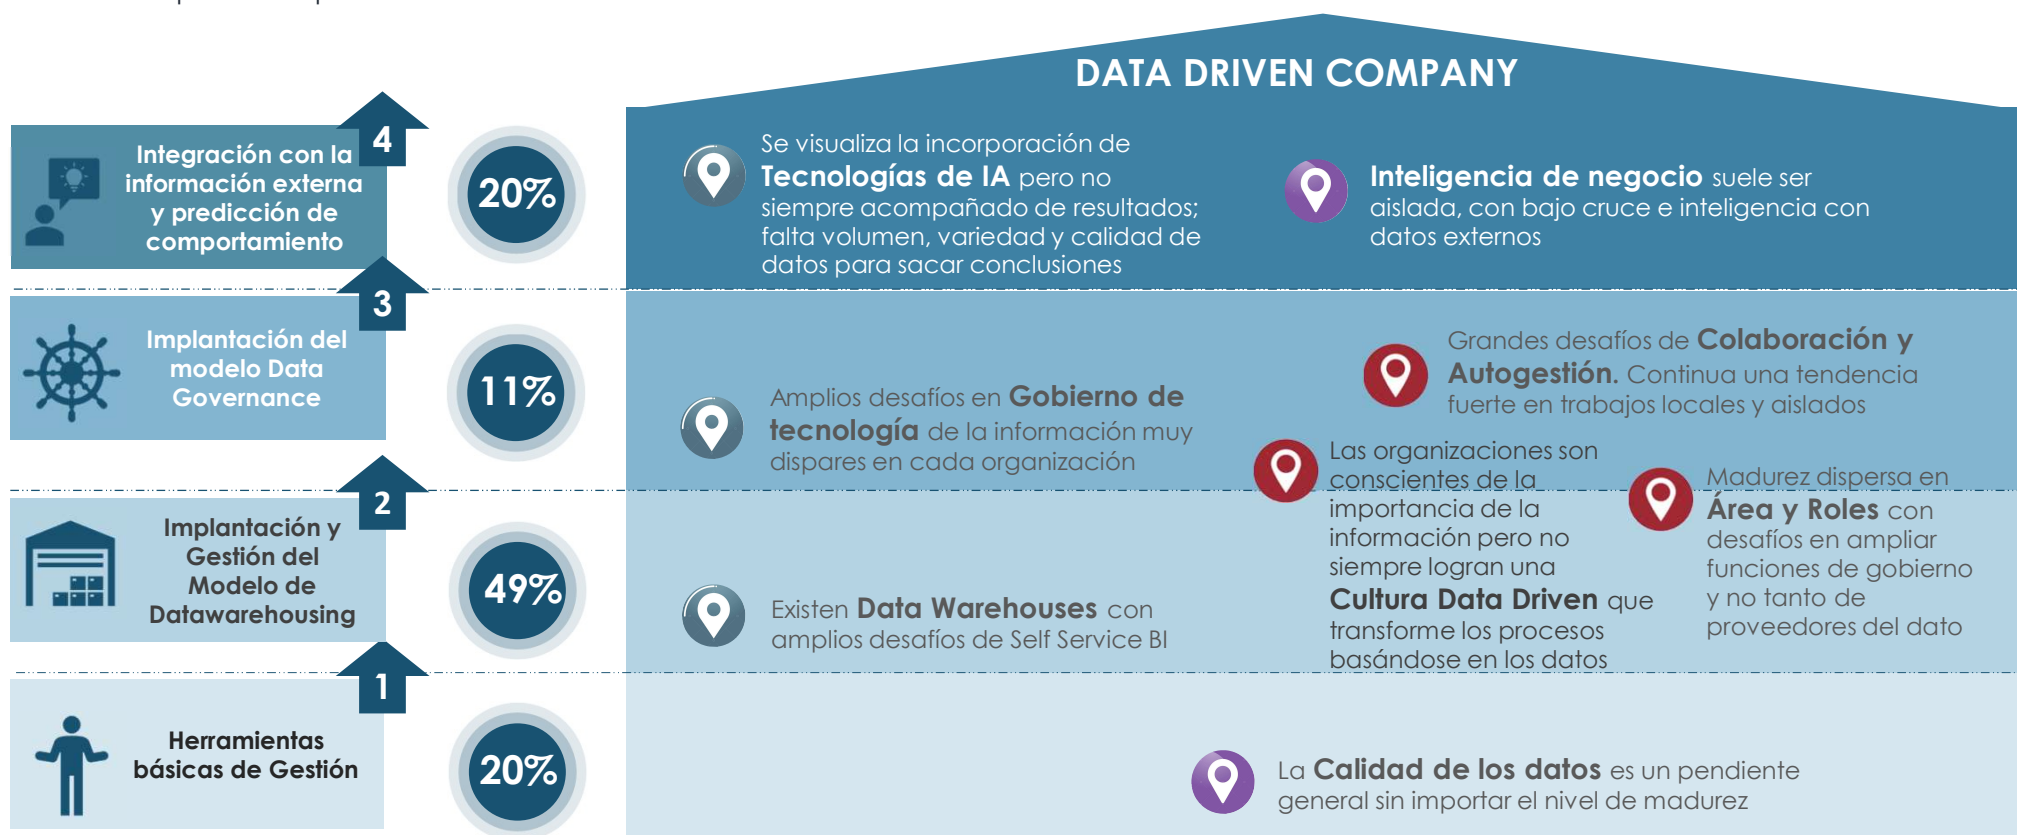 DATA DRIVEN COMPANY
4
Integración con la
información externa
y predicción de
comportamiento
20%
Se visualiza la incorporación de
Tecnologías de IA pero no
siempre acompañado de resultados;
falta volumen, variedad y calidad de
datos para sacar conclusiones
Inteligencia de negocio suele ser
aislada, con bajo cruce e inteligencia con
datos externos
3
Implantación del
modelo Data
Governance
11%
Amplios desafíos en Gobierno de
tecnología de la información muy
dispares en cada organización
Grandes desafíos de Colaboración y
Autogestión. Continua una tendencia
fuerte en trabajos locales y aislados
2
Implantación y
Gestión del
Modelo de
Datawarehousing
49%
Existen Data Warehouses con
amplios desafíos de Self Service BI
Las organizaciones son
conscientes de la
importancia de la
información pero no
siempre logran una
Cultura Data Driven que
transforme los procesos
basándose en los datos
Madurez dispersa en
Área y Roles con
desafíos en ampliar
funciones de gobierno
y no tanto de
proveedores del dato
1
Herramientas
básicas de Gestión
20%
La Calidad de los datos es un pendiente
general sin importar el nivel de madurez